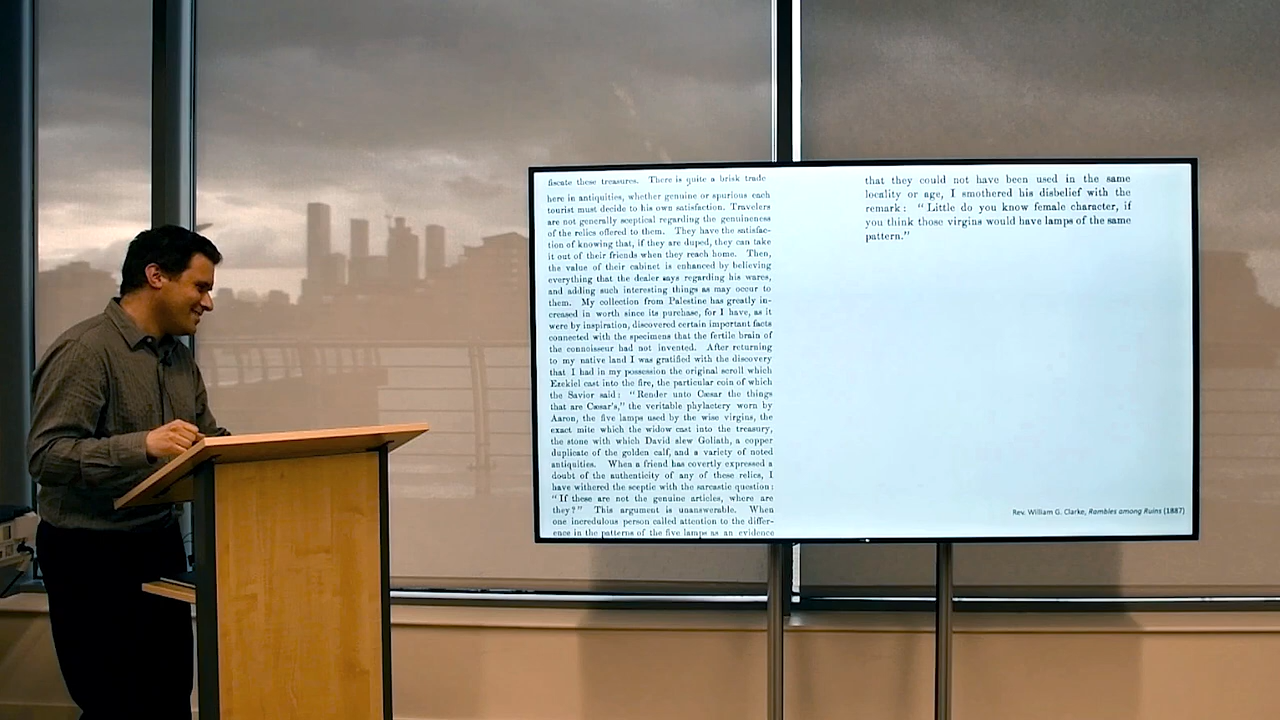 fiscate these treasures. There is quite a brisk trade
here in antiquities, whether genuine or spurious each
tourist must decide to his own satisfaction. Travelers
are not generally sceptical regarding the genuineness
of the relics offered to them. They have the satisfac-
tion of knowing that, if they are duped, they can take
it out of their friends when they reach home. Then,
the value of their cabinet is enhanced by believing
everything that the dealer says regarding his wares,
and adding such interesting things as may occur to
them. My collection from Palestine has greatly in-
creased in worth since its purchase, for I have, as it
were by inspiration, discovered certain important facts
connected with the specimens that the fertile brain of
the connoisseur had not invented. After returning
to my native land I was gratified with the discovery
that I had in my possession the original scroll which
Ezekiel cast into the fire, the particular coin of which
the Savior said: "Render unto Cæsar the things
that are Cæsar's," the veritable phylactery worn by
Aaron, the five lamps used by the wise virgins, the
exact mite which the widow cast into the treasury,
the stone with which David slew Goliath, a copper
duplicate of the golden calf, and a variety of noted
antiquities. When a friend has covertly expressed a
doubt of the authenticity of any of these relics, I
have withered the sceptic with the sarcastic question:
"If these are not the genuine articles, where are
they?" This argument is unanswerable. When
one incredulous person called attention to the differ-
ence in the patterns of the five lamps as an evidence
that they could not have been used in the same
locality or age, I smothered his disbelief with the
remark: "Little do you know female character, if
you think those virgins would have lamps of the same
pattern."
Rev. William G. Clarke, Rambles among Ruins (1887)